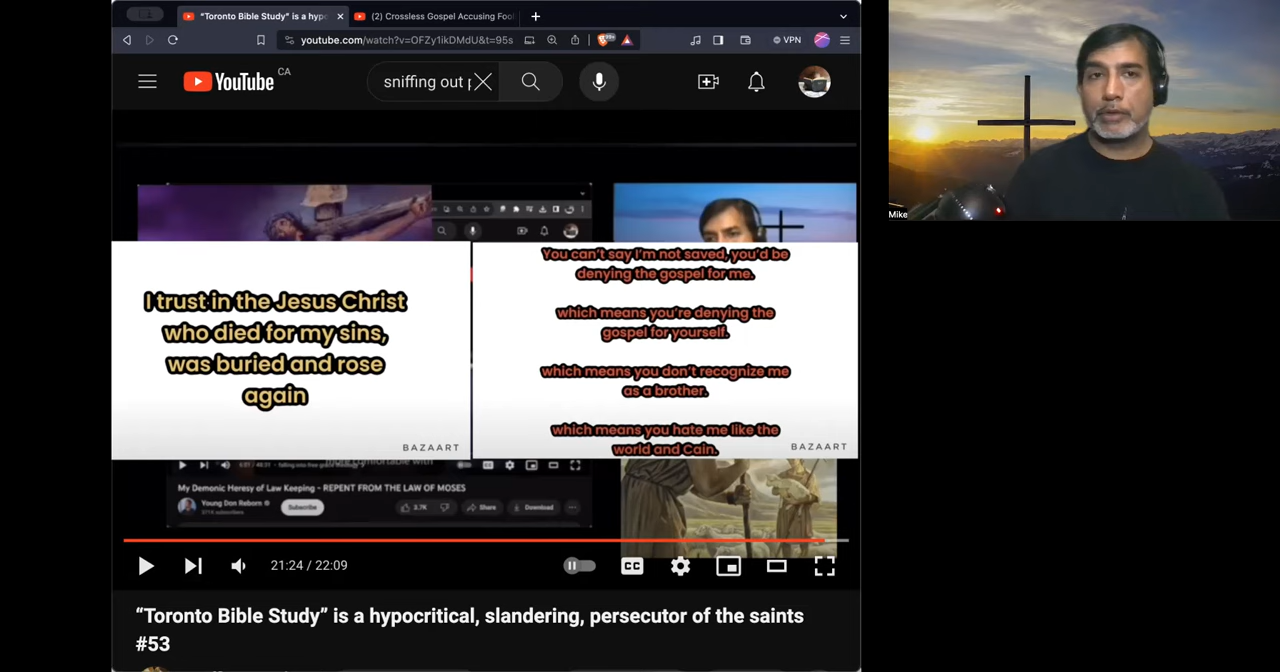 "Toronto Bible Study" is a hypo
(2) Crossless Gospel Accusing Fool
youtube.com/watch?v=OFZy1ikDMdU&t=95s
99+
VPN
YouTube CA
sniffing out
I trust in the Jesus Christ
who died for my sins,
was buried and rose
again
BAZAART
You can't say I'm not saved, you'd be
denying the gospel for me.
which means you're denying the
gospel for yourself.
which means you don't recognize me
as a brother.
which means you hate me like the
world and Cain.
BAZAART
My Demonic Heresy of Law Keeping - REPENT FROM THE LAW OF MOSES
Young Don Reborn
Subscribe
3.7K
Share
Download
CC
21:24 / 22:09
"Toronto Bible Study" is a hypocritical, slandering, persecutor of the saints
#53
Mike